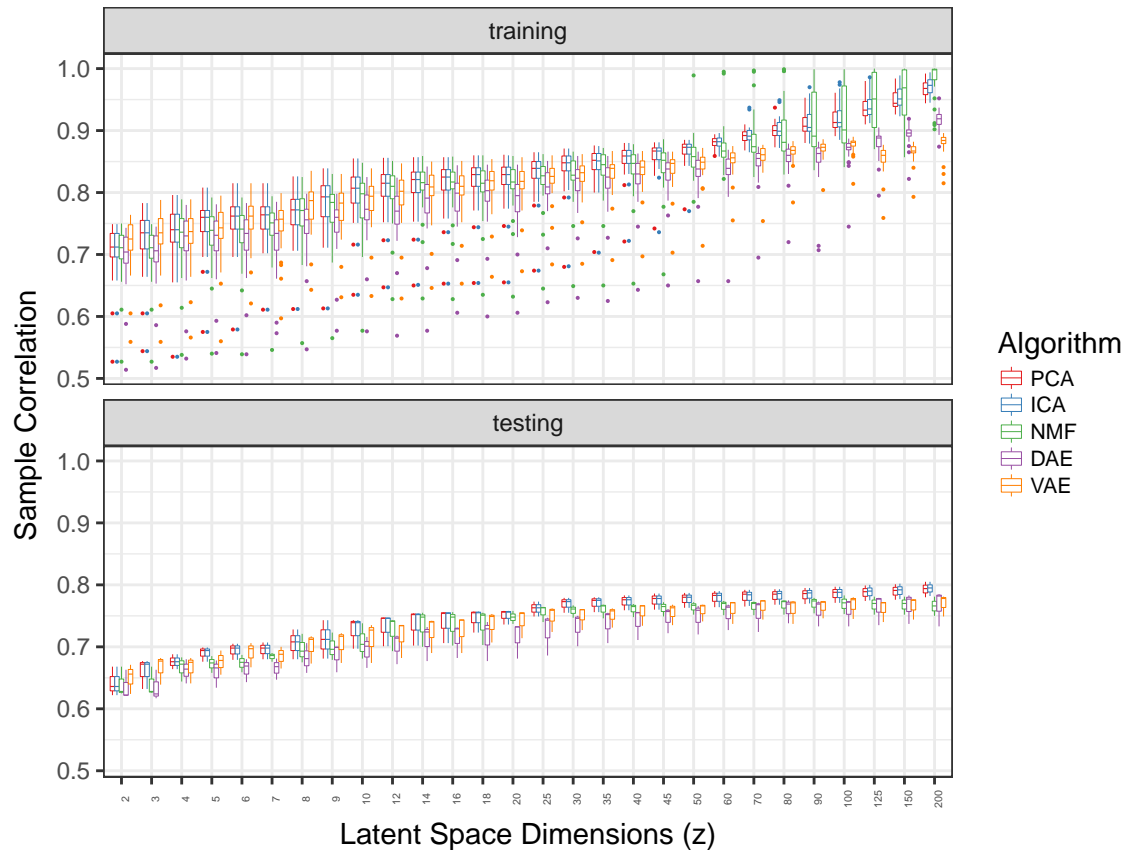 training
1.0
0.9
0.8
0.7
0.6
0.5
testing
1.0
0.9
0.8
0.7
0.6
0.5
Sample Correlation
2 3 4 5 6 7 8 9 10 12 14 16 18 20 25 30 35 40 45 50 60 70 80 90 100 125 150 200
Latent Space Dimensions (z)
Algorithm
PCA
ICA
NMF
DAE
VAE